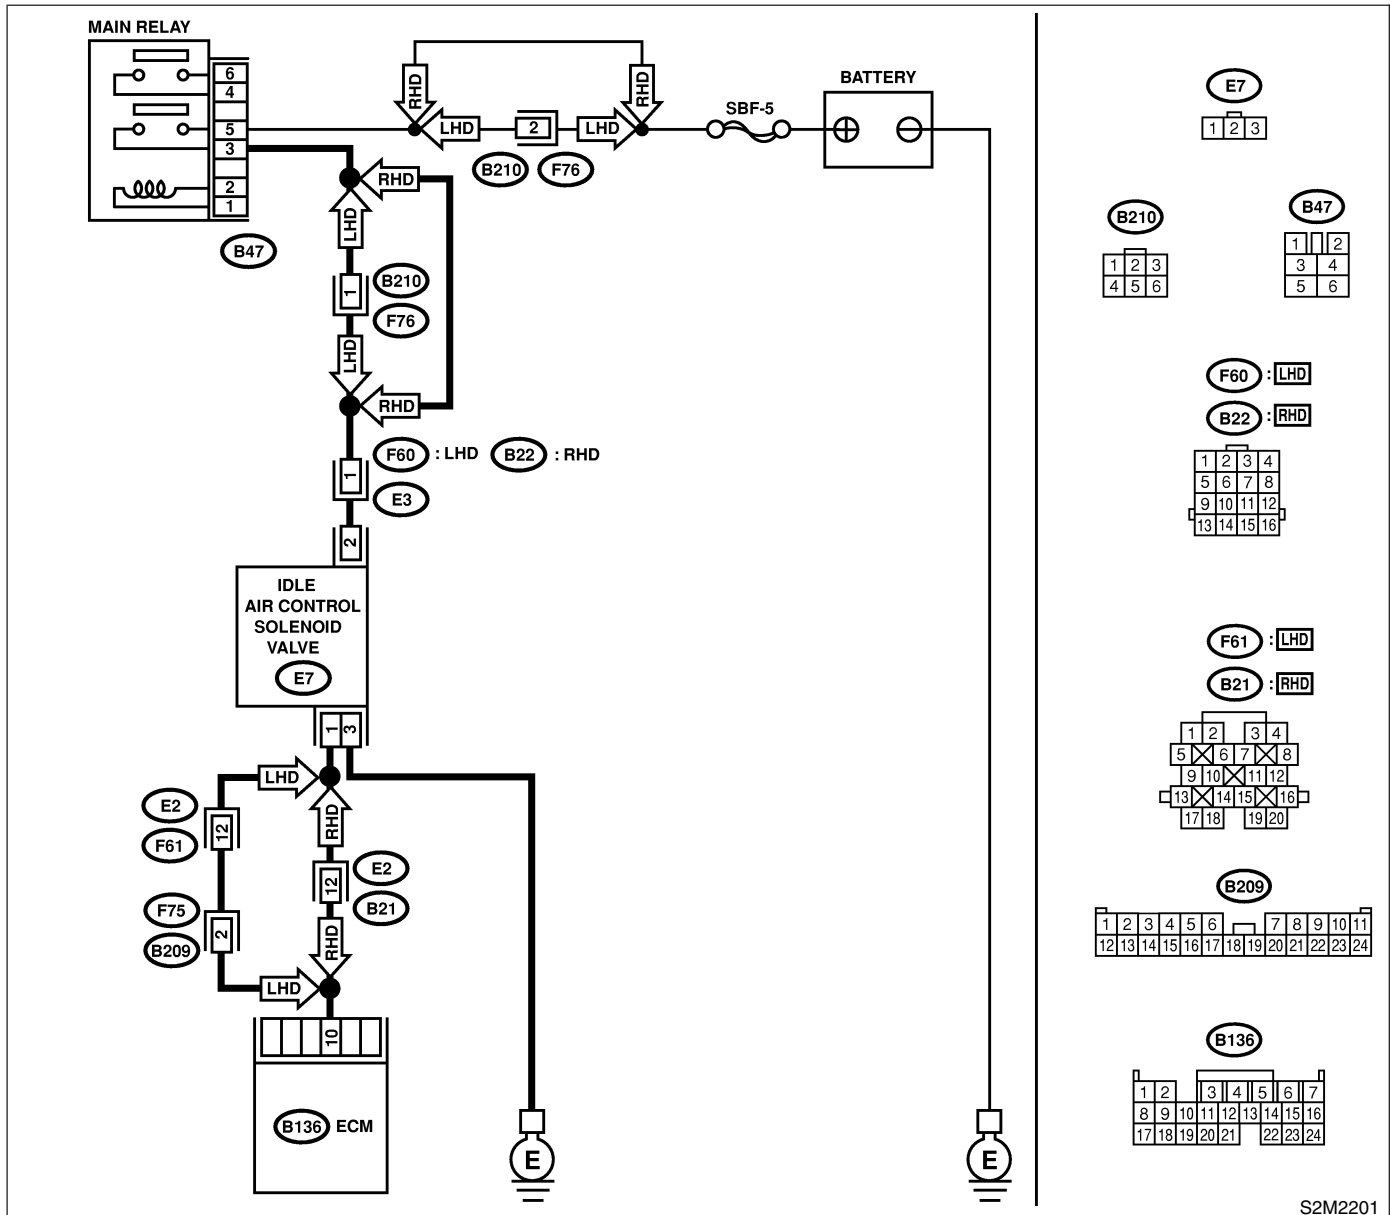 MAIN RELAY
6
4
5
3
2
1
B47
RHD
RHD
LHD
2
LHD
B210
F76
SBF-5
BATTERY
RHD
LHD
1
B210
F76
LHD
RHD
F60 : LHD B22 : RHD
1
E3
2
IDLE
AIR CONTROL
SOLENOID
VALVE
E7
1 3
LHD
RHD
E2
12
F61
12
E2
B21
F75
2
B209
RHD
LHD
10
B136 ECM
E
E
E7
1 2 3
B210
1 2 3
4 5 6
B47
1 2
3 4
5 6
F60 : LHD
B22 : RHD
1 2 3 4
5 6 7 8
9 10 11 12
13 14 15 16
F61 : LHD
B21 : RHD
1 2 3 4
5 6 7 8
9 10 11 12
13 14 15 16
17 18 19 20
B209
1 2 3 4 5 6 7 8 9 10 11
12 13 14 15 16 17 18 19 20 21 22 23 24
B136
1 2 3 4 5 6 7
8 9 10 11 12 13 14 15 16
17 18 19 20 21 22 23 24
S2M2201